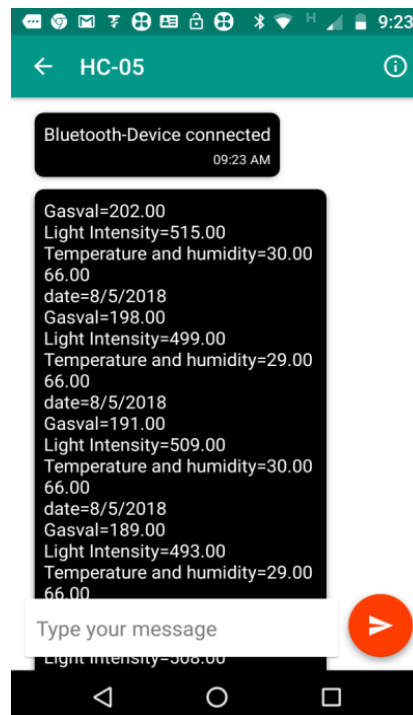 H 9:23
HC-05
Bluetooth-Device connected
09:23 AM
Gasval=202.00
Light Intensity=515.00
Temperature and humidity=30.00
66.00
date=8/5/2018
Gasval=198.00
Light Intensity=499.00
Temperature and humidity=29.00
66.00
date=8/5/2018
Gasval=191.00
Light Intensity=509.00
Temperature and humidity=30.00
66.00
date=8/5/2018
Gasval=189.00
Light Intensity=493.00
Temperature and humidity=29.00
66.00
Type your message
Light Intensity=508.00